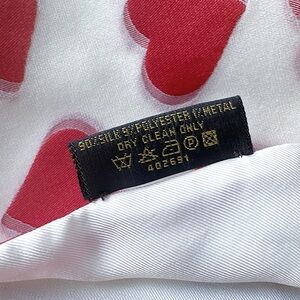 90% SILK 9% POLYESTER 1% METAL
DRY CLEAN ONLY
P
402691